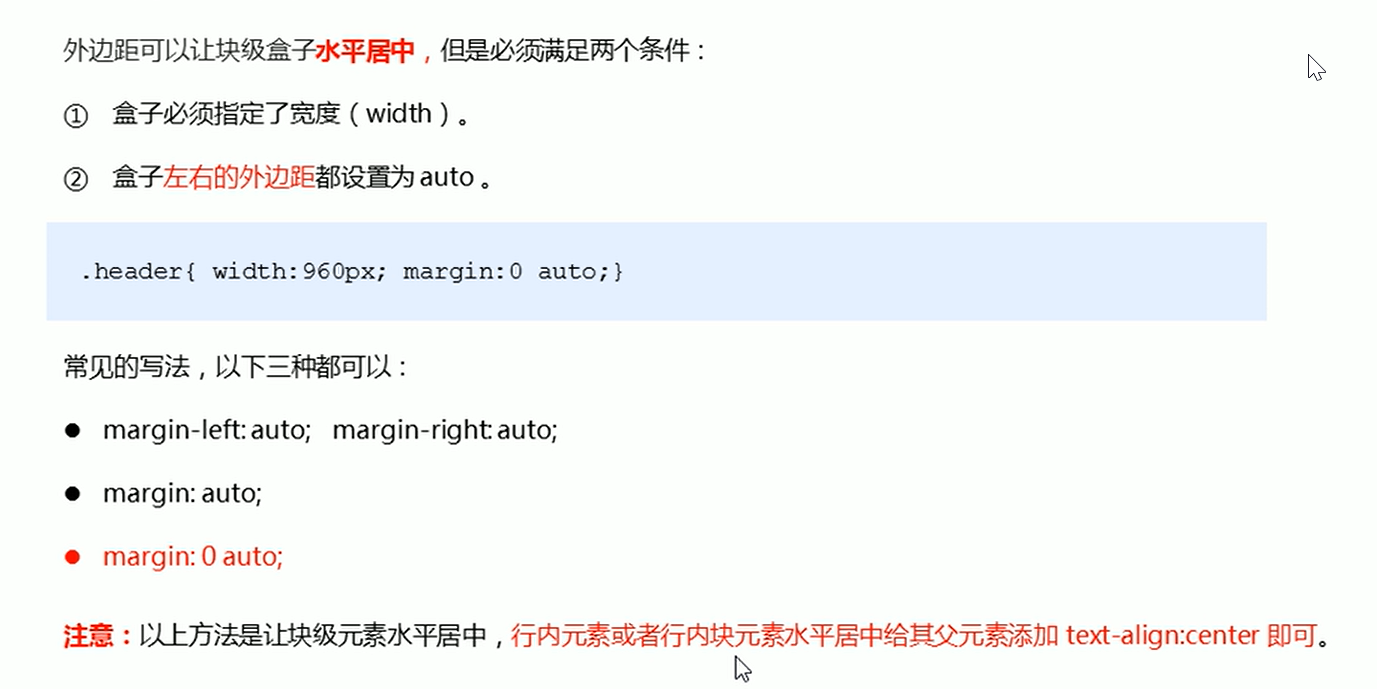 外边距可以让块级盒子水平居中，但是必须满足两个条件：
① 盒子必须指定了宽度（width）。
② 盒子左右的外边距都设置为 auto 。
.header{ width:960px; margin:0 auto;}
常见的写法，以下三种都可以：
● margin-left: auto; margin-right: auto;
● margin: auto;
● margin: 0 auto;
注意：以上方法是让块级元素水平居中，行内元素或者行内块元素水平居中给其父元素添加 text-align:center 即可。